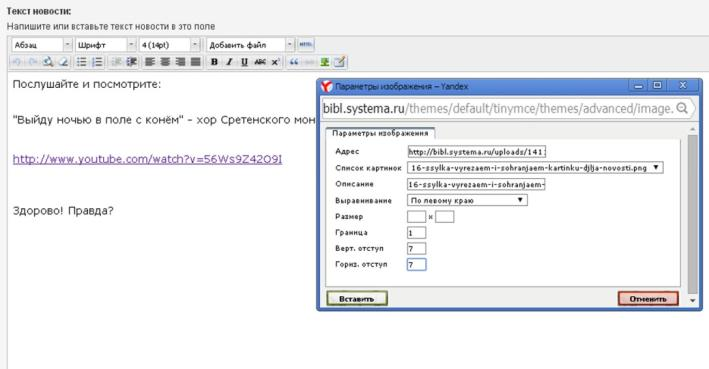 Текст новости:
Напишите или вставьте текст новости в это поле
Абзац Шрифт 4 (14pt) Добавить файл HTML
B I U ABC x² “
Послушайте и посмотрите:
"Выйду ночью в поле с конём" - хор Сретенского мон
http://www.youtube.com/watch?v=56Ws9Z42O9I
Здорово! Правда?
Параметры изображения – Yandex
bibl.systema.ru/themes/default/tinymce/themes/advanced/image.
Параметры изображения
Адрес http://bibl.systema.ru/uploads/141
Список картинок 16-ssylka-vyrezaem-i-sohranjaem-kartinku-djlja-novosti.png
Описание 16-ssylka-vyrezaem-i-sohranjaem-
Выравнивание По левому краю
Размер x
Граница 1
Верт. отступ 7
Гориз. отступ 7
Вставить Отменить